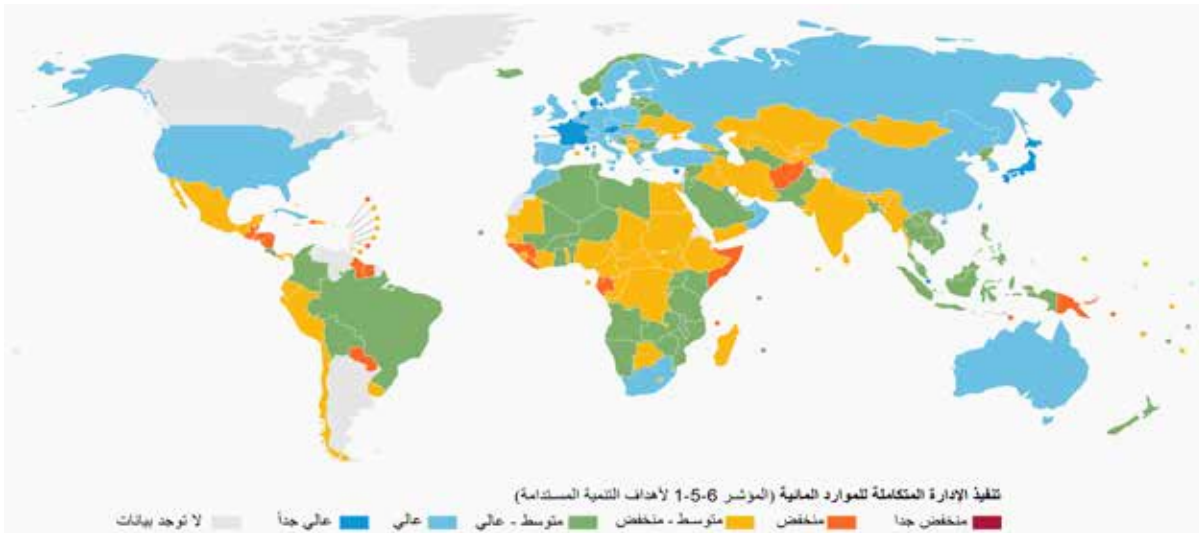 تنفيذ الإدارة المتكاملة للموارد المائية (المؤشر 6-5-1 لأهداف التنمية المستدامة)
منخفض جدا منخفض متوسط - منخفض متوسط - عالي عالي عالي جداً لا توجد بيانات